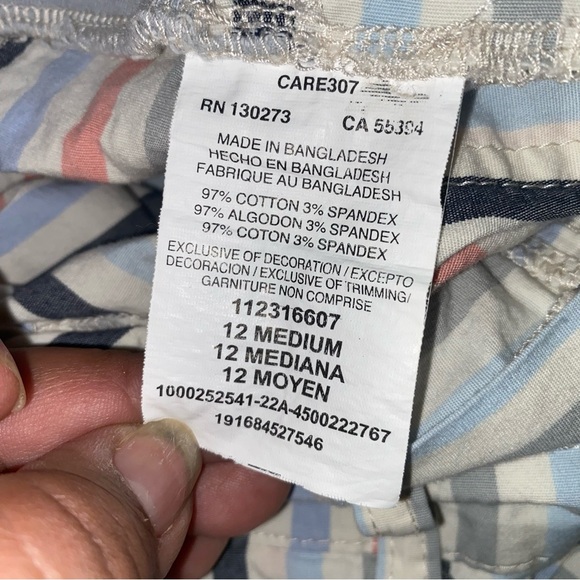 CARE307
RN 130273 CA 55394
MADE IN BANGLADESH
HECHO EN BANGLADESH
FABRIQUE AU BANGLADESH
97% COTTON 3% SPANDEX
97% ALGODON 3% SPANDEX
97% COTON 3% SPANDEX
EXCLUSIVE OF DECORATION / EXCEPTO
DECORACION / EXCLUSIVE OF TRIMMING/
GARNITURE NON COMPRISE
112316607
12 MEDIUM
12 MEDIANA
12 MOYEN
1000252541-22A-4500222767
191684527546